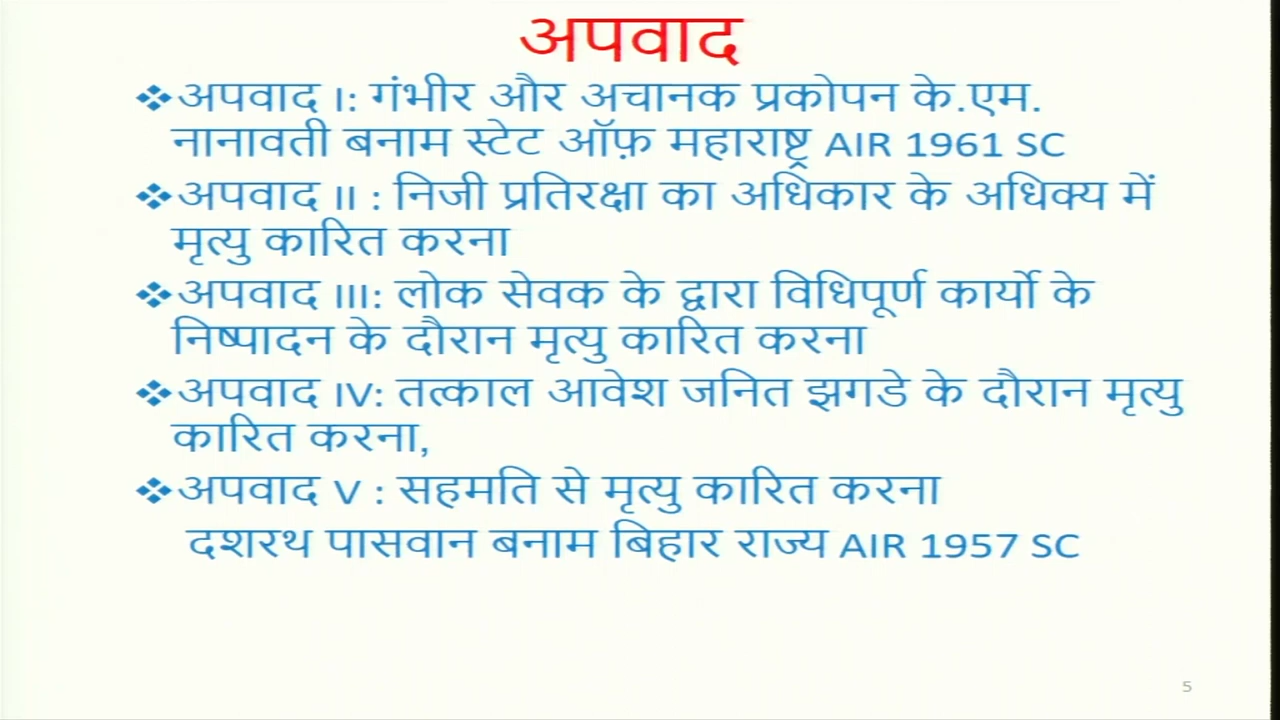 अपवाद
❖अपवाद I: गंभीर और अचानक प्रकोपन के.एम.
नानावती बनाम स्टेट ऑफ़ महाराष्ट्र AIR 1961 SC
❖अपवाद II : निजी प्रतिरक्षा का अधिकार के अधिक्य में
मृत्यु कारित करना
❖अपवाद III: लोक सेवक के द्वारा विधिपूर्ण कार्यो के
निष्पादन के दौरान मृत्यु कारित करना
❖अपवाद IV: तत्काल आवेश जनित झगडे के दौरान मृत्यु
कारित करना,
❖अपवाद V : सहमति से मृत्यु कारित करना
दशरथ पासवान बनाम बिहार राज्य AIR 1957 SC
5